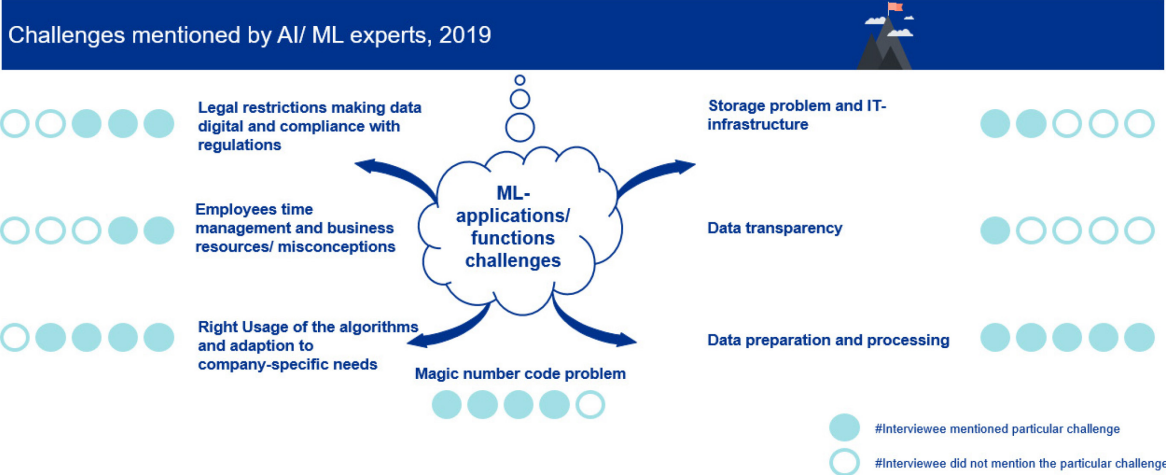 Challenges mentioned by AI/ ML experts, 2019
Legal restrictions making data
digital and compliance with
regulations
Employees time
management and business
resources/ misconceptions
Right Usage of the algorithms
and adaption to
company-specific needs
ML-
applications/
functions
challenges
Magic number code problem
Storage problem and IT-
infrastructure
Data transparency
Data preparation and processing
#Interviewee mentioned particular challenge
#Interviewee did not mention the particular challenge